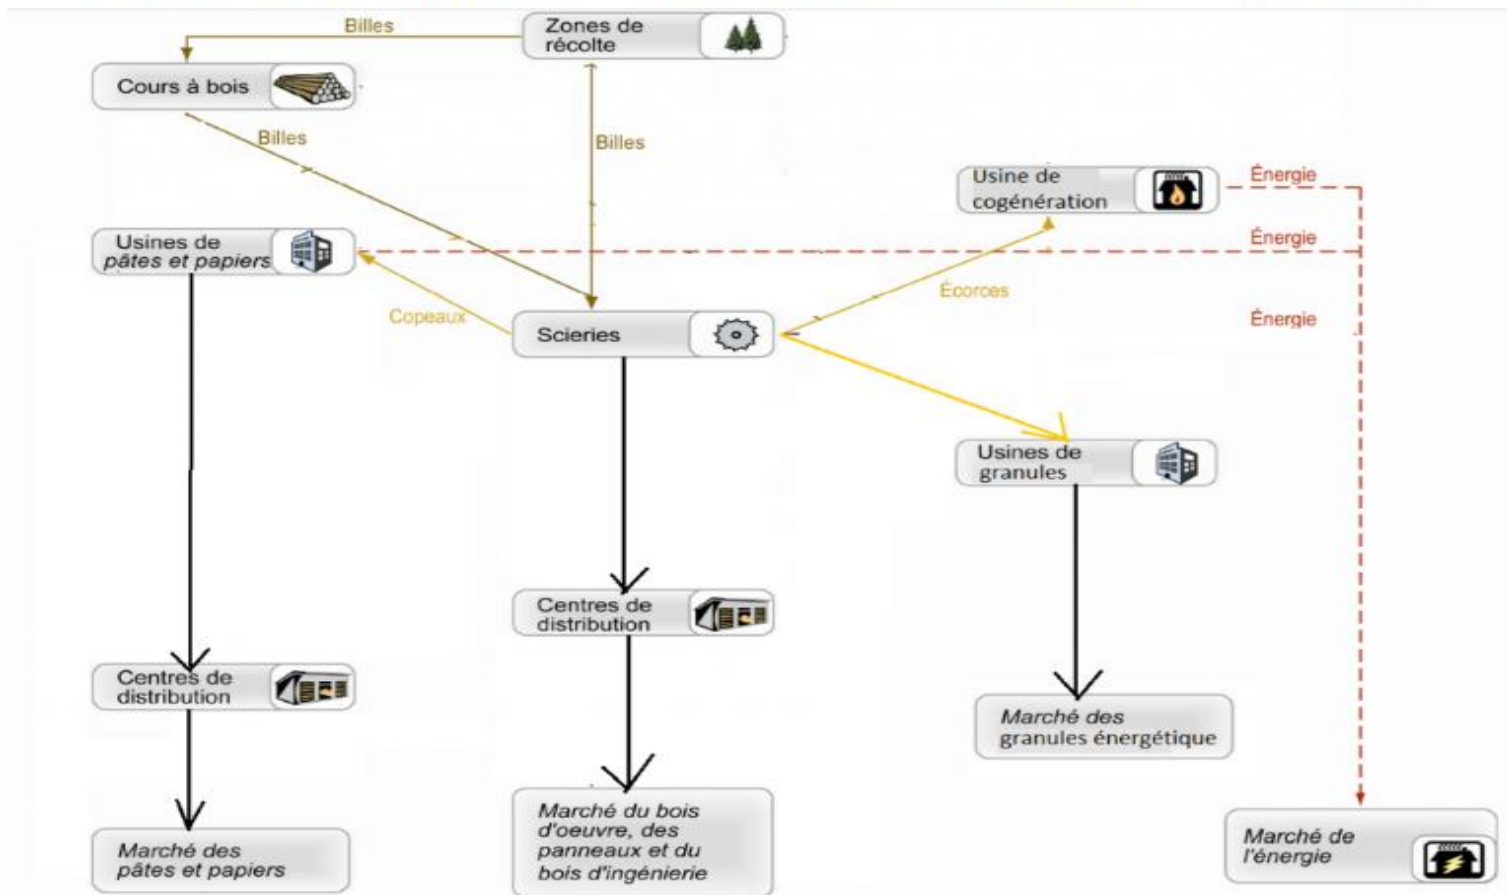 Billes
Zones de
récolte
Cours à bois
Billes
Billes
Usine de
cogénération
Énergie
Usines de
pâtes et papiers
Énergie
Écorces
Copeaux
Scieries
Énergie
Usines de
granules
Centres de
distribution
Centres de
distribution
Marché des
granules énergétique
Marché du bois
d'oeuvre, des
panneaux et du
bois d'ingénierie
Marché de
l'énergie
Marché des
pâtes et papiers